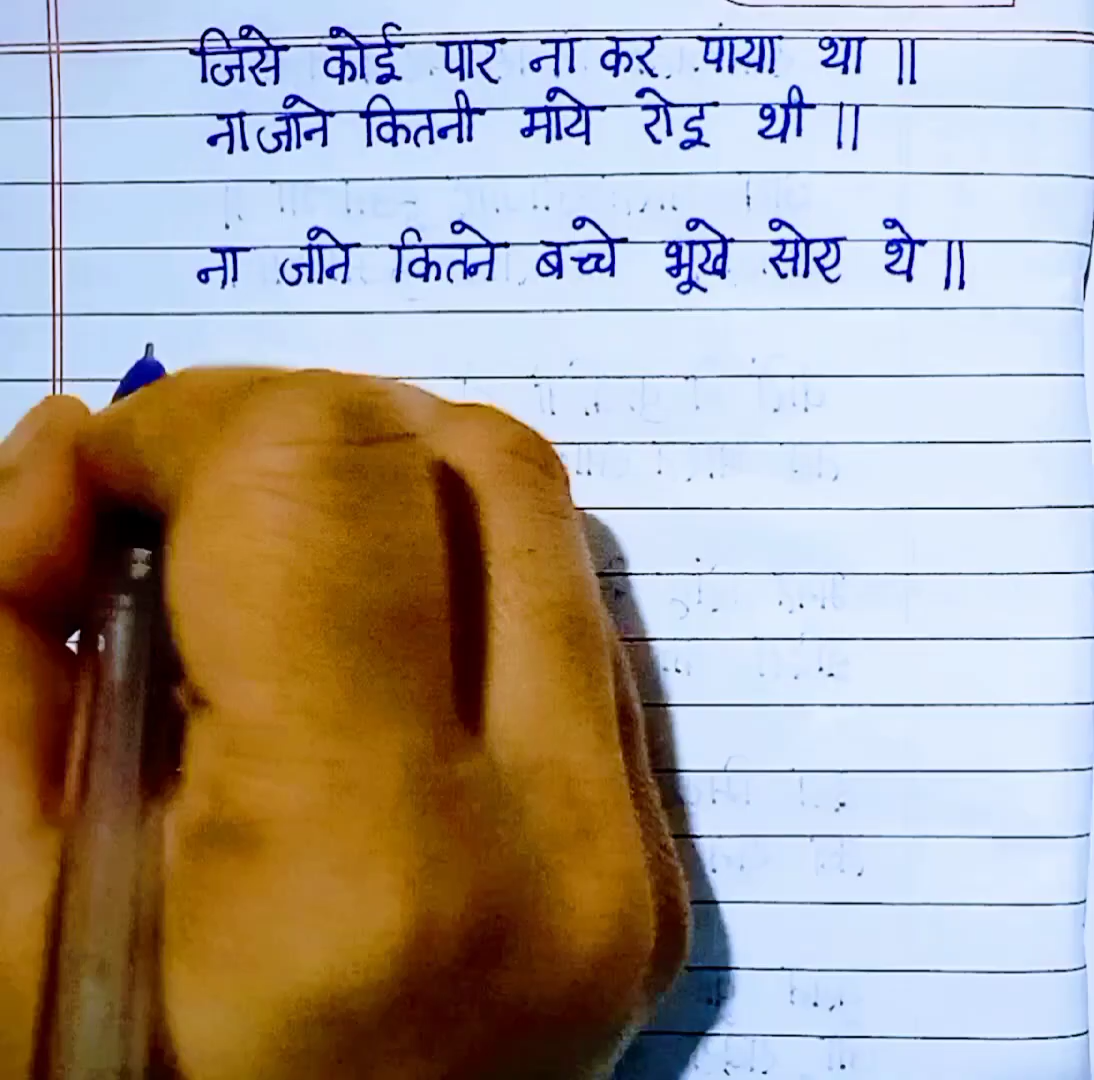 जिसे कोई पार ना कर पाया था ॥
ना जाने कितनी माये रोइ थी ॥
ना जाने कितने बच्चे भूखे सोए थे ॥